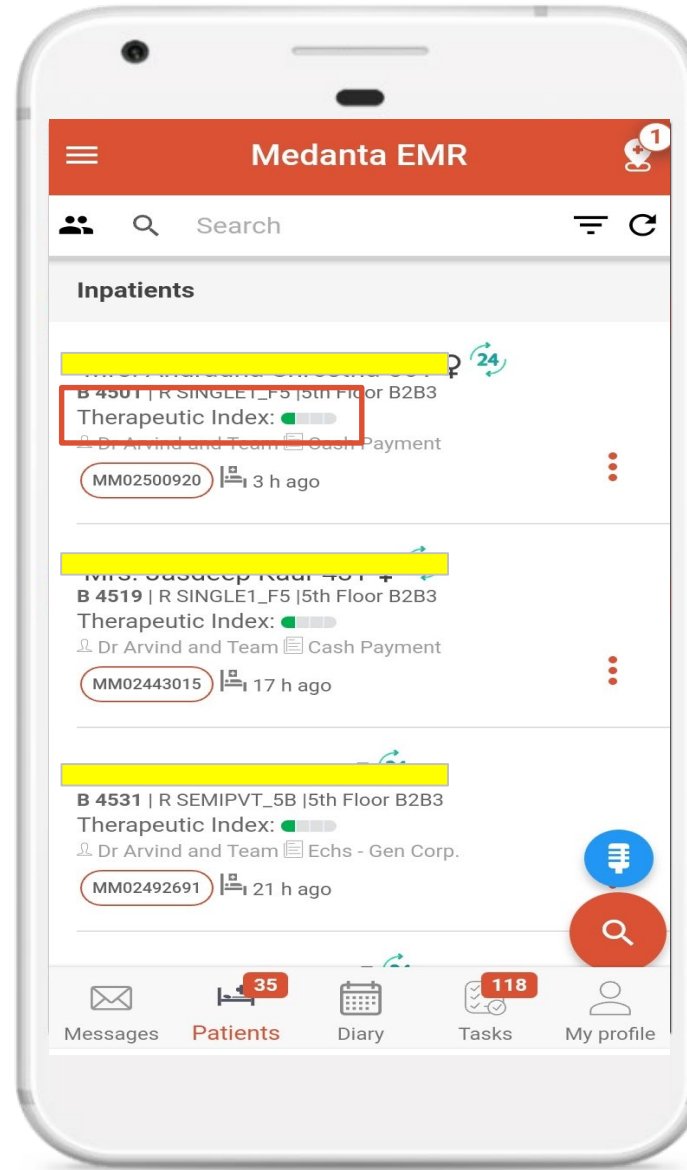 1
Medanta EMR
Search
Inpatients
24
B 4501 | R SINGLE1_F5 |5th Floor B2B3
Therapeutic Index:
Dr Arvind and Team Cash Payment
MM02500920 3 h ago
B 4519 | R SINGLE1_F5 |5th Floor B2B3
Therapeutic Index:
Dr Arvind and Team Cash Payment
MM02443015 17 h ago
B 4531 | R SEMIPVT_5B |5th Floor B2B3
Therapeutic Index:
Dr Arvind and Team Echs - Gen Corp.
MM02492691 21 h ago
35 118
Messages Patients Diary Tasks My profile